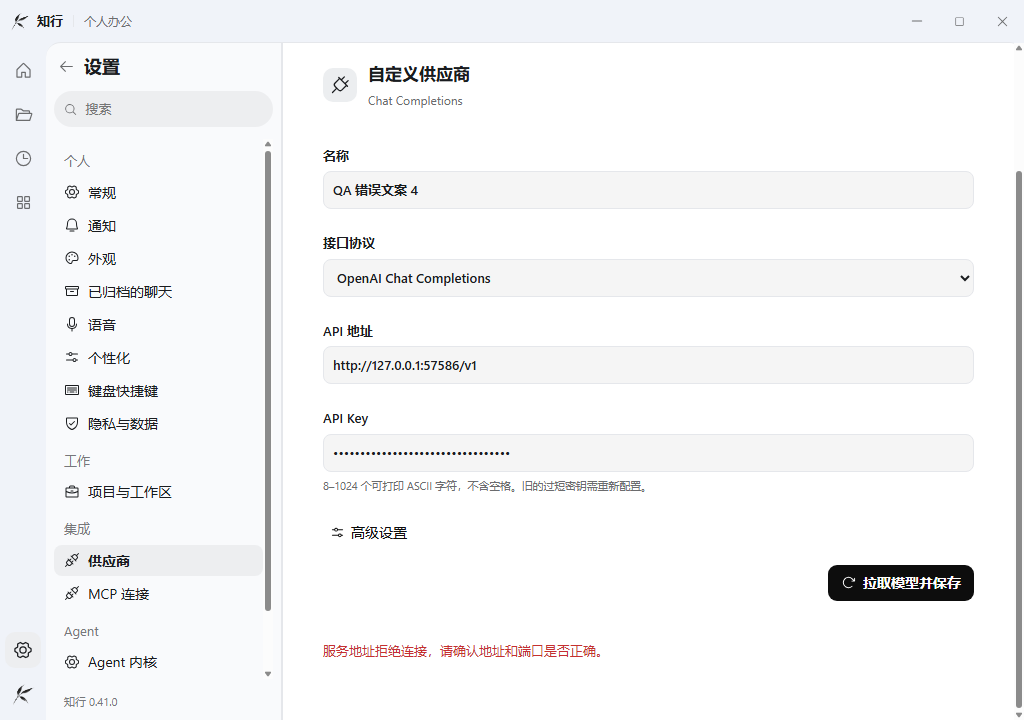 知行 个人办公
设置
搜索
个人
常规
通知
外观
已归档的聊天
语音
个性化
键盘快捷键
隐私与数据
工作
项目与工作区
集成
供应商
MCP 连接
Agent
Agent 内核
知行 0.41.0
自定义供应商
Chat Completions
名称
QA 错误文案 4
接口协议
OpenAI Chat Completions
API 地址
http://127.0.0.1:57586/v1
API Key
••••••••••••••••••••••••••••••••••
8–1024 个可打印 ASCII 字符，不含空格。旧的过短密钥需重新配置。
高级设置
拉取模型并保存
服务地址拒绝连接，请确认地址和端口是否正确。